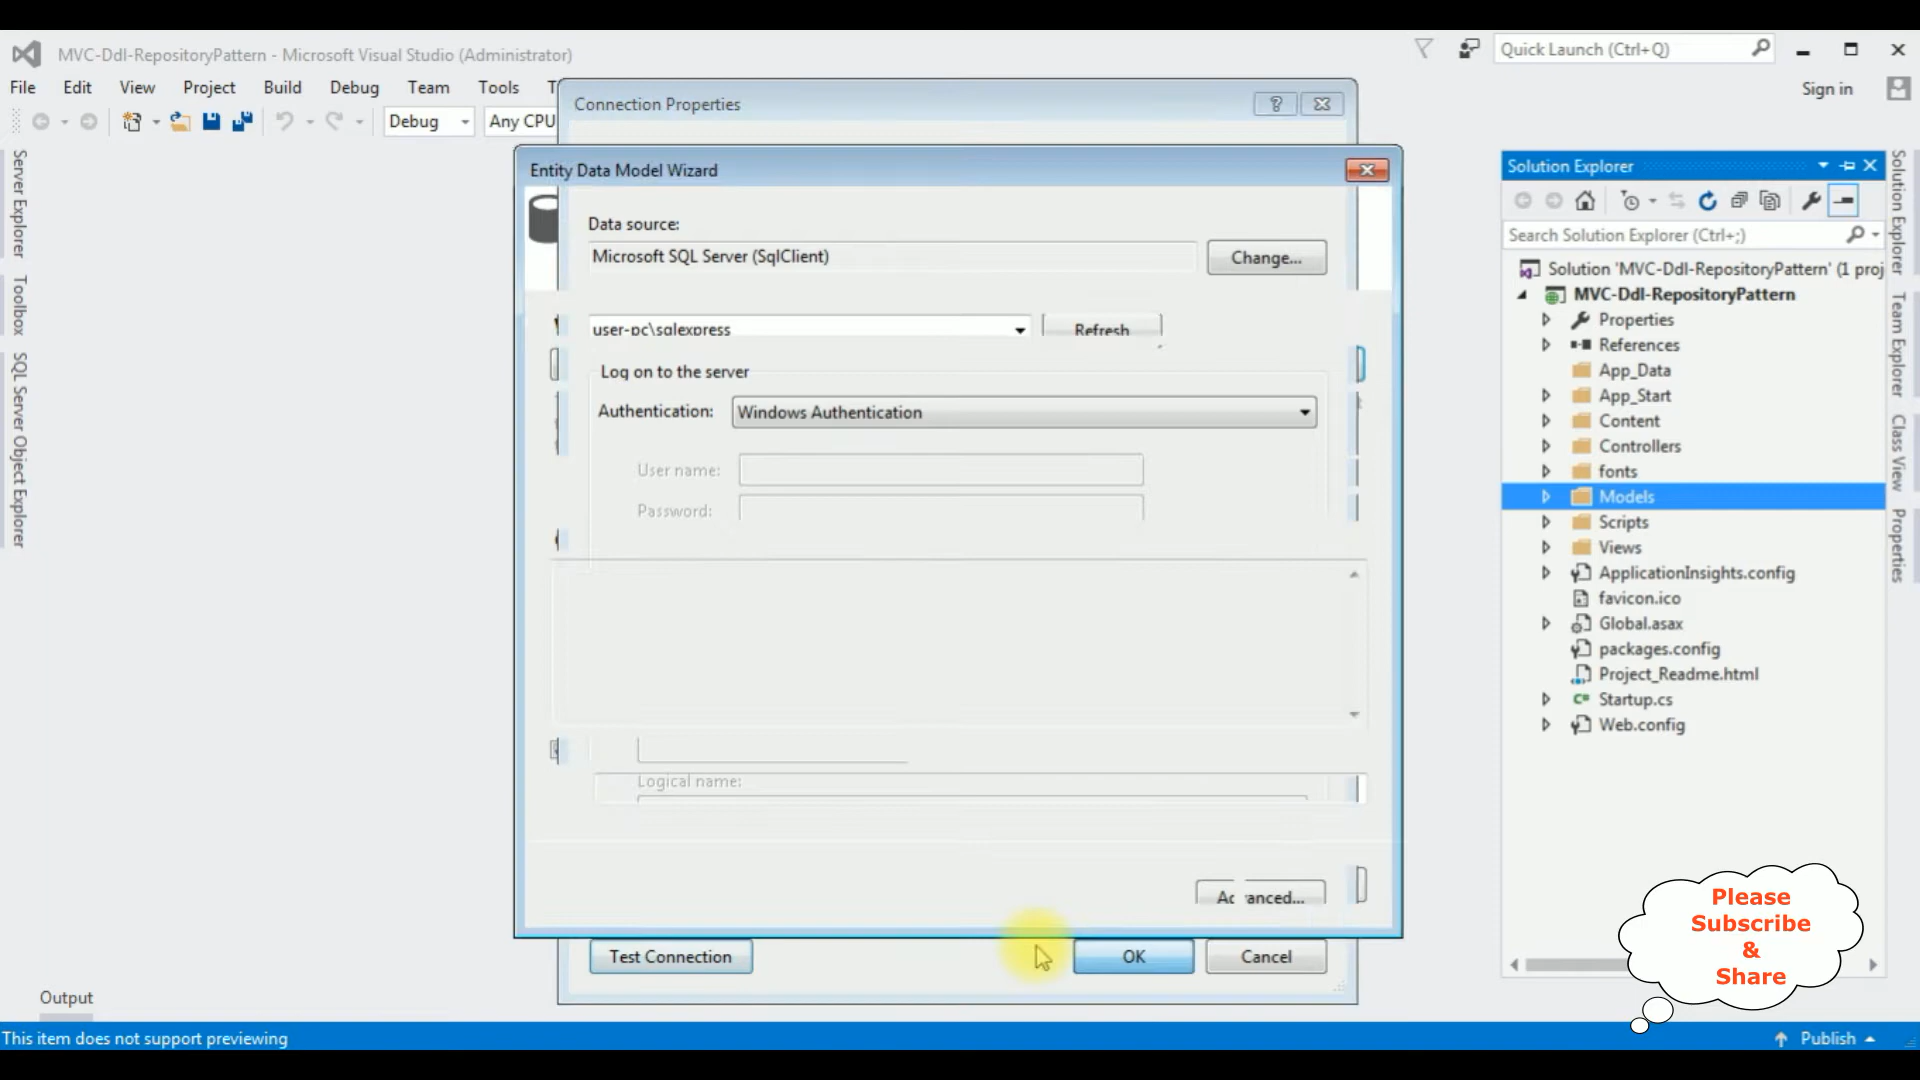 MVC-Ddl-RepositoryPattern - Microsoft Visual Studio (Administrator)
Quick Launch (Ctrl+Q)
File Edit View Project Build Debug Team Tools
Sign in
Debug
Any CPU
Connection Properties
Entity Data Model Wizard
Data source:
Microsoft SQL Server (SqlClient)
Change...
user-pc\sqlexpress
Refresh
Log on to the server
Authentication:
Windows Authentication
User name:
Password:
Logical name:
Advanced...
Test Connection
OK
Cancel
Server Explorer
Toolbox
SQL Server Object Explorer
Solution Explorer
Search Solution Explorer (Ctrl+;)
Solution 'MVC-Ddl-RepositoryPattern' (1 proj
MVC-Ddl-RepositoryPattern
Properties
References
App_Data
App_Start
Content
Controllers
fonts
Models
Scripts
Views
ApplicationInsights.config
favicon.ico
Global.asax
packages.config
Project_Readme.html
Startup.cs
Web.config
Solution Explorer
Team Explorer
Class View
Properties
Please
Subscribe
&
Share
Output
This item does not support previewing
Publish